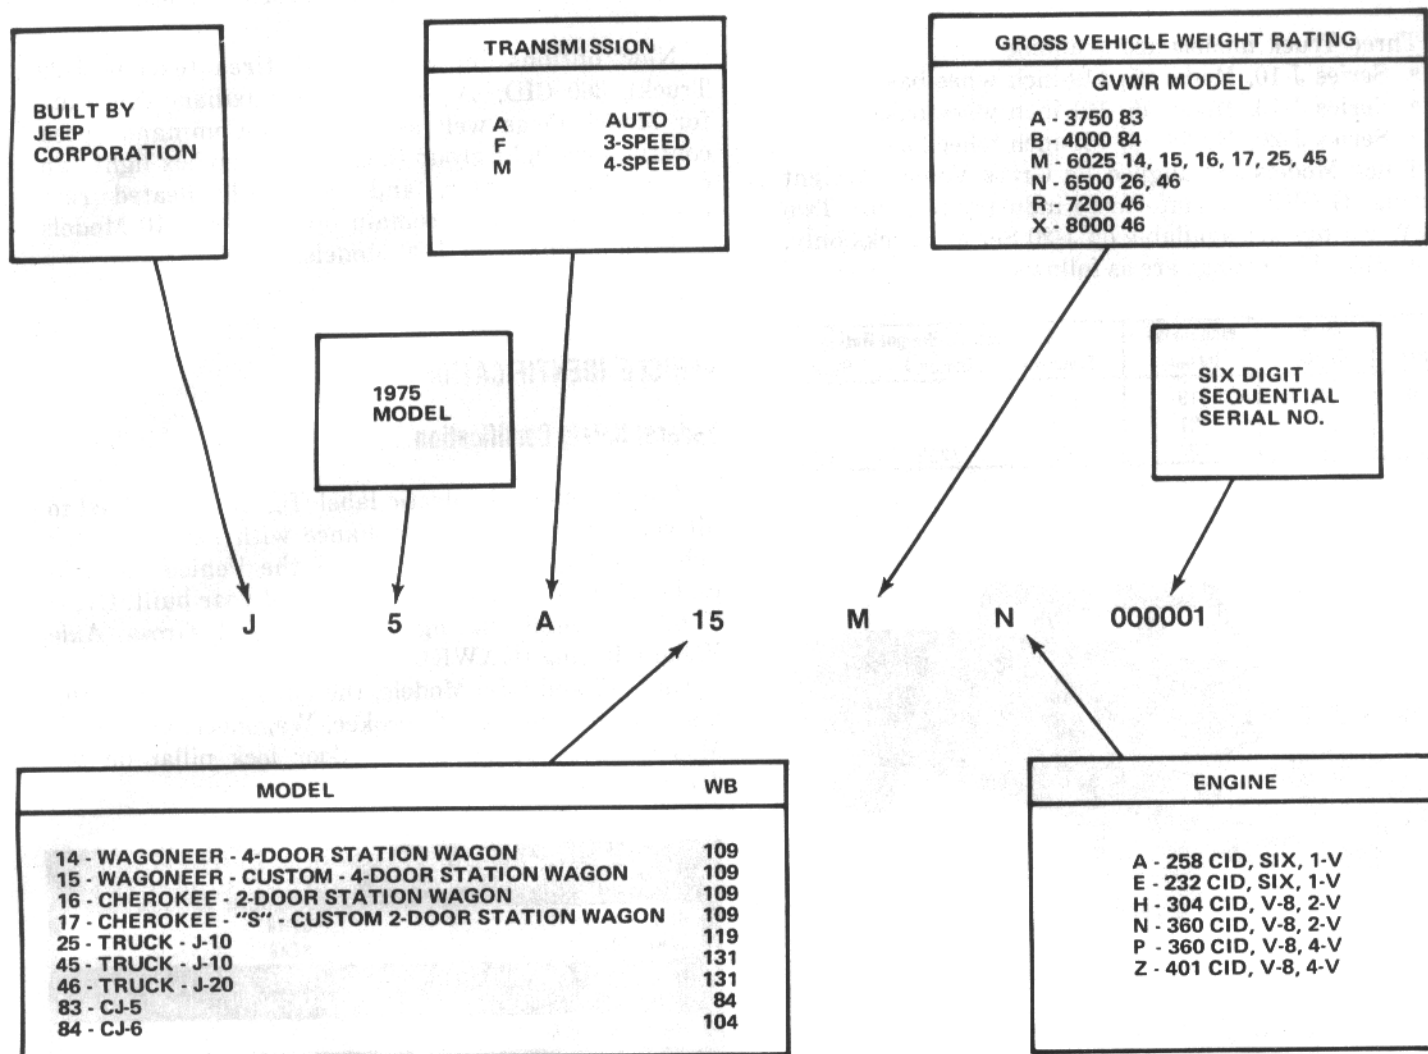 BUILT BY
JEEP
CORPORATION
TRANSMISSION
A AUTO
F 3-SPEED
M 4-SPEED
GROSS VEHICLE WEIGHT RATING
GVWR MODEL
A - 3750 83
B - 4000 84
M - 6025 14, 15, 16, 17, 25, 45
N - 6500 26, 46
R - 7200 46
X - 8000 46
1975
MODEL
SIX DIGIT
SEQUENTIAL
SERIAL NO.
J 5 A 15 M N 000001
MODEL WB
14 - WAGONEER - 4-DOOR STATION WAGON 109
15 - WAGONEER - CUSTOM - 4-DOOR STATION WAGON 109
16 - CHEROKEE - 2-DOOR STATION WAGON 109
17 - CHEROKEE - "S" - CUSTOM 2-DOOR STATION WAGON 109
25 - TRUCK - J-10 119
45 - TRUCK - J-10 131
46 - TRUCK - J-20 131
83 - CJ-5 84
84 - CJ-6 104
ENGINE
A - 258 CID, SIX, 1-V
E - 232 CID, SIX, 1-V
H - 304 CID, V-8, 2-V
N - 360 CID, V-8, 2-V
P - 360 CID, V-8, 4-V
Z - 401 CID, V-8, 4-V